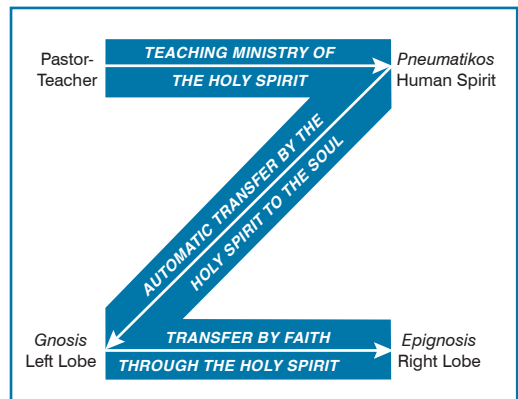 Pastor-
Teacher
TEACHING MINISTRY OF
THE HOLY SPIRIT
Pneumatikos
Human Spirit
AUTOMATIC TRANSFER BY THE
HOLY SPIRIT TO THE SOUL
Gnosis
Left Lobe
TRANSFER BY FAITH
THROUGH THE HOLY SPIRIT
Epignosis
Right Lobe